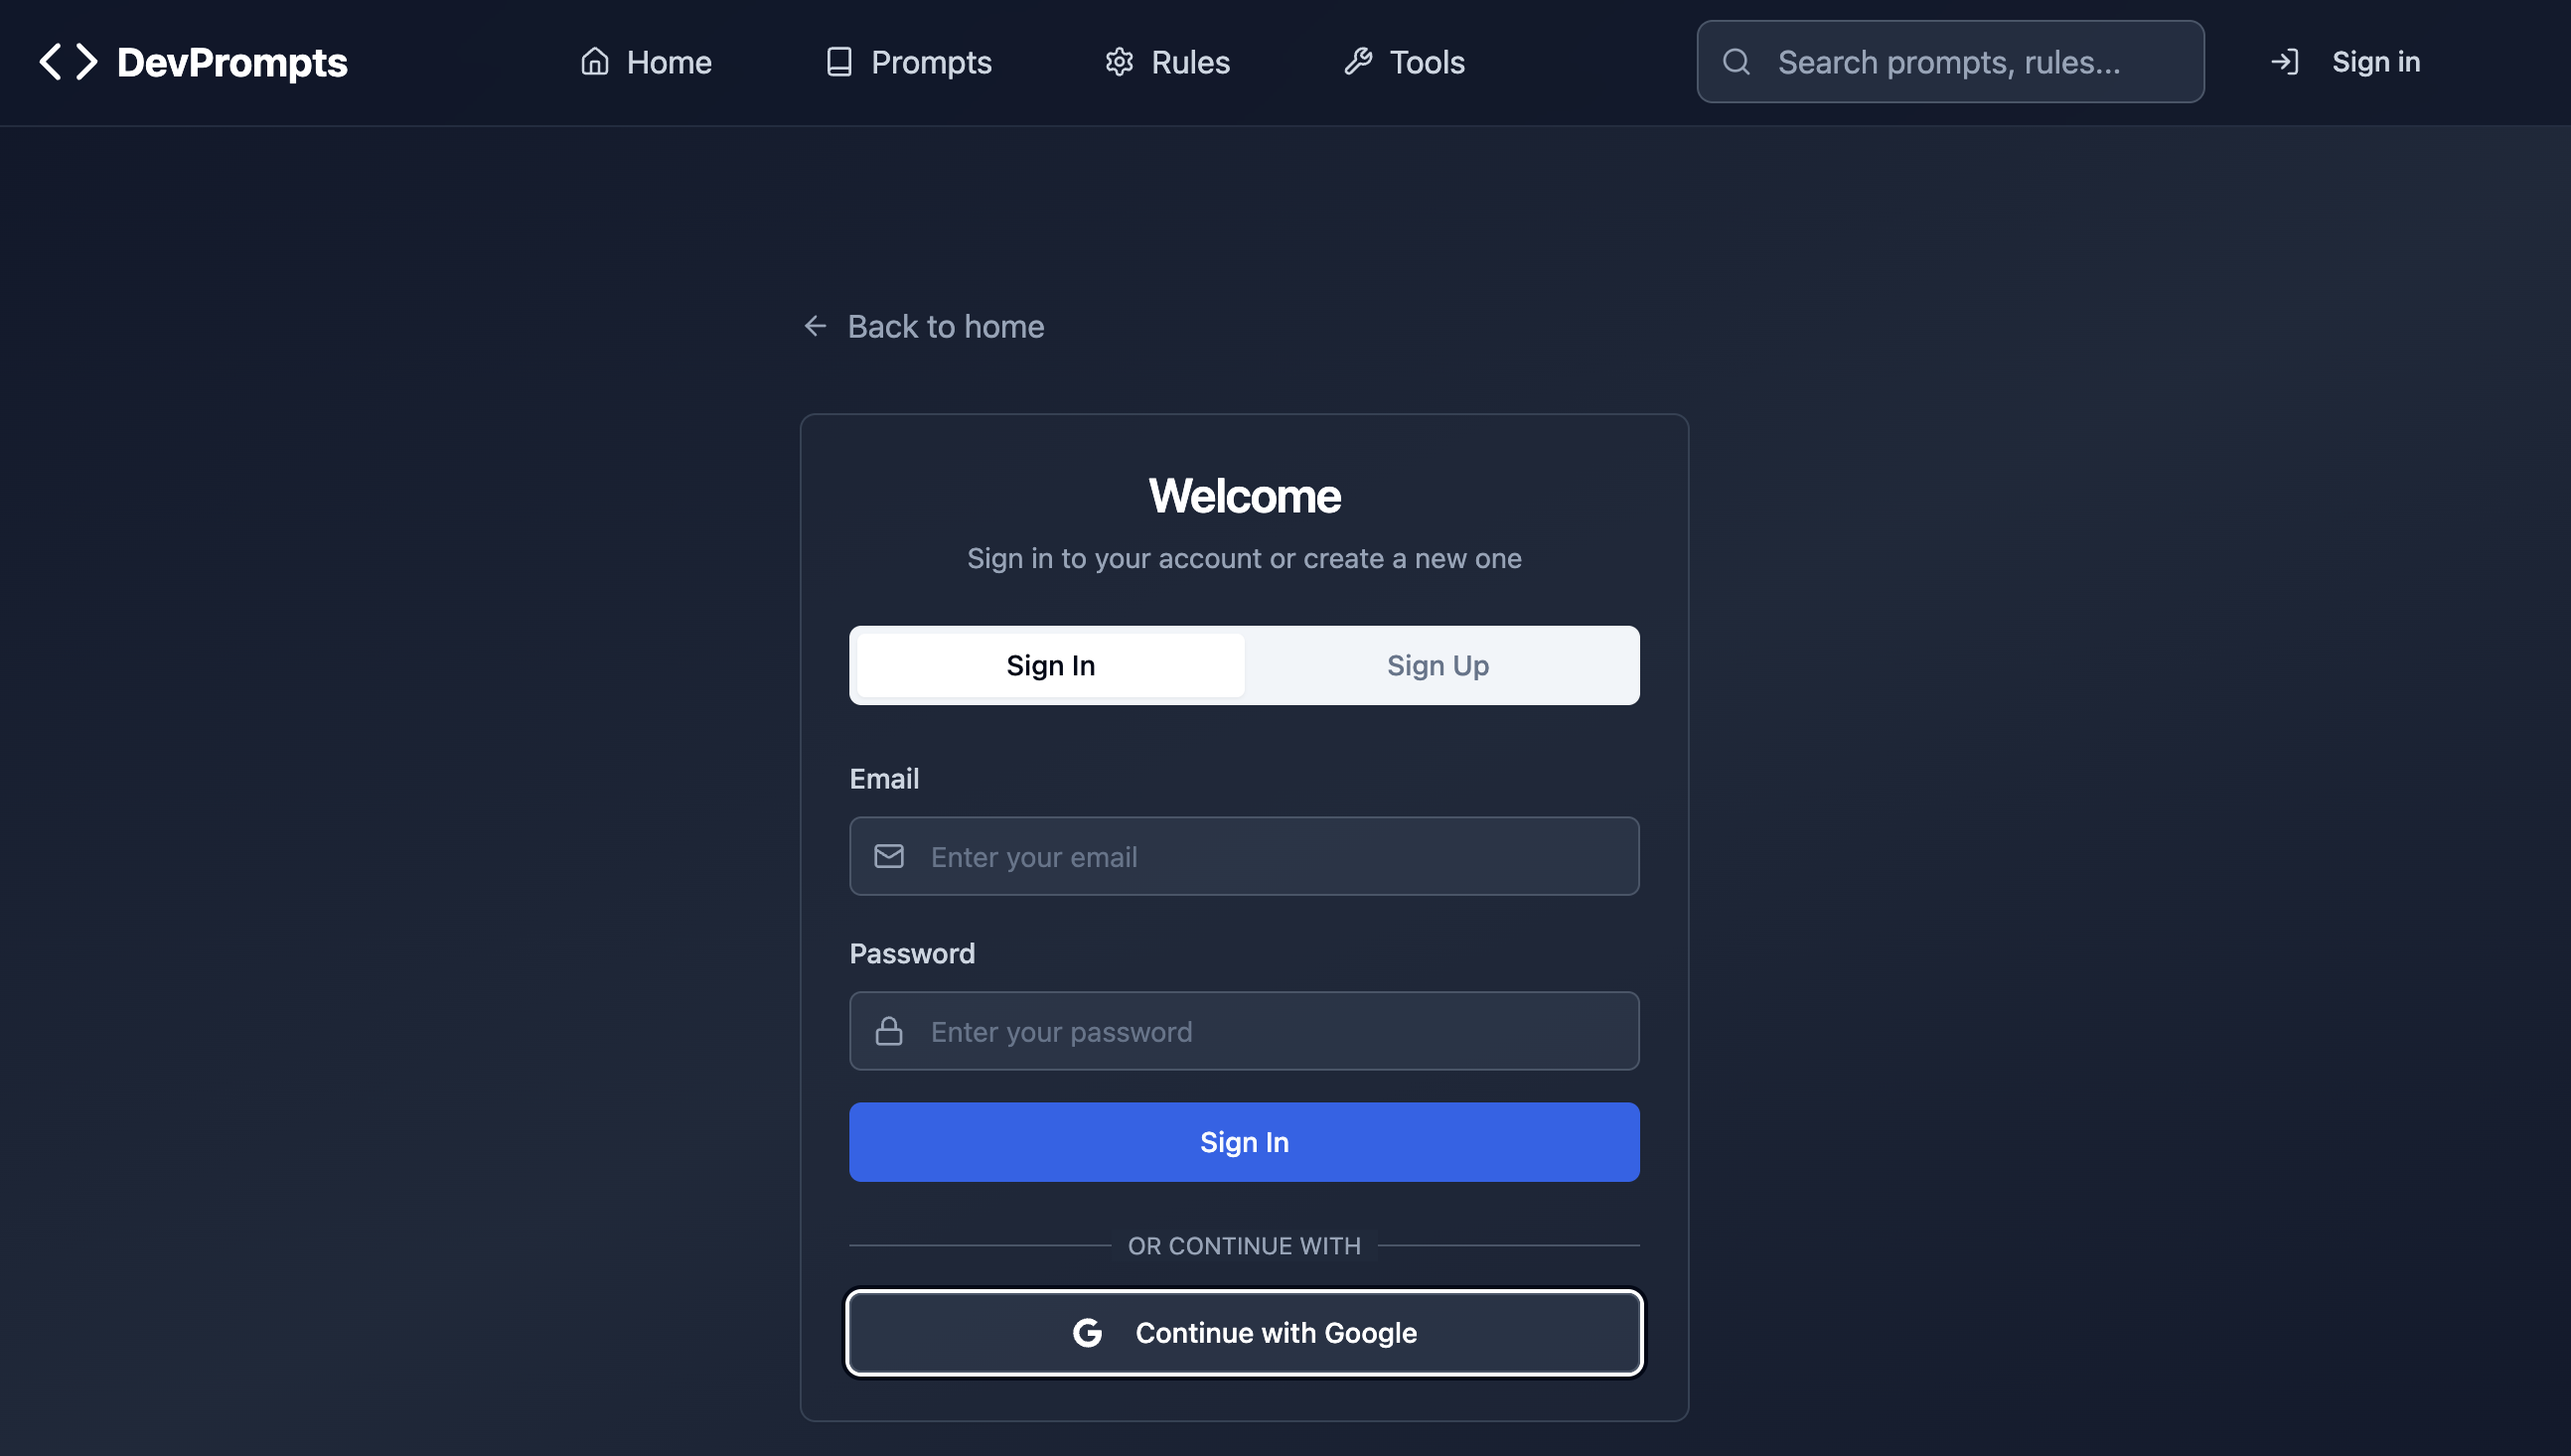 DevPrompts
Home
Prompts
Rules
Tools
Search prompts, rules...
Sign in
Back to home
Welcome
Sign in to your account or create a new one
Sign In
Sign Up
Email
Enter your email
Password
Enter your password
Sign In
OR CONTINUE WITH
Continue with Google